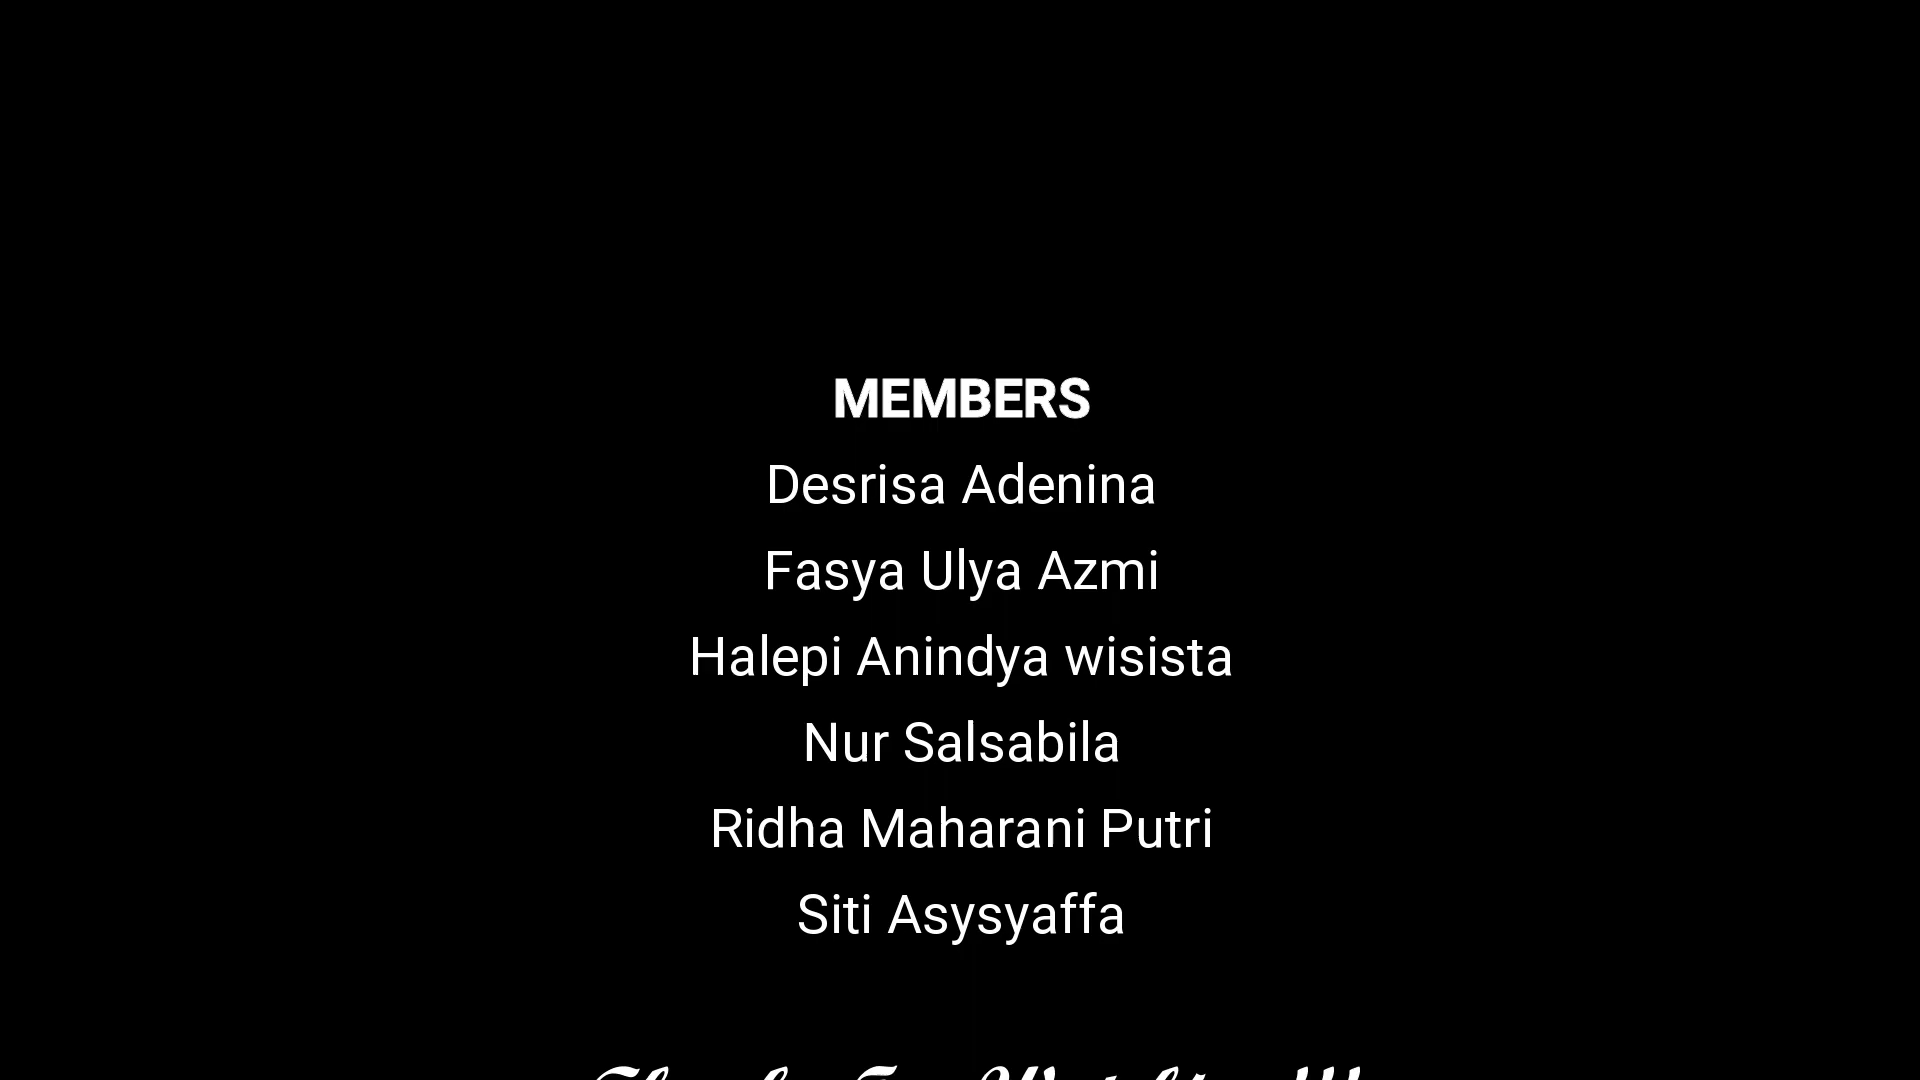 MEMBERS
Desrisa Adenina
Fasya Ulya Azmi
Halepi Anindya wisista
Nur Salsabila
Ridha Maharani Putri
Siti Asysyaffa